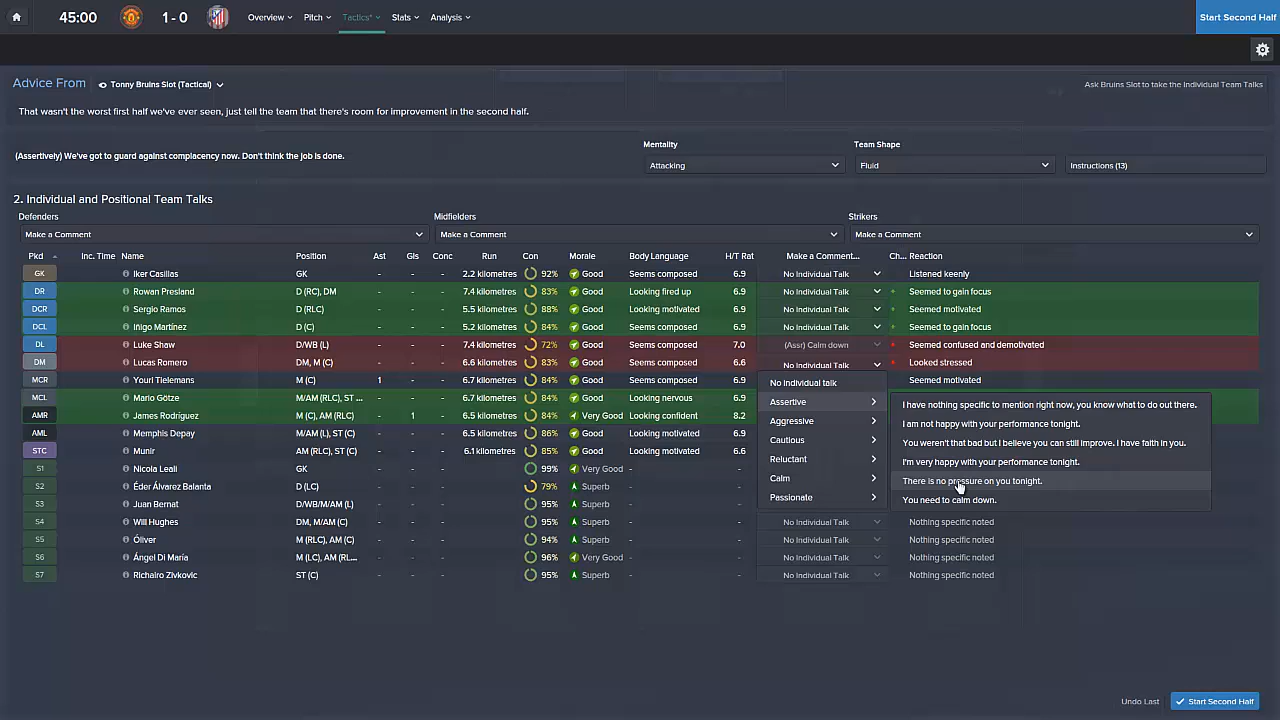 45:00 1 - 0 Overview Pitch Tactics* Stats Analysis Start Second Half
Advice From Tonny Bruins Slot (Tactical) Ask Bruins Slot to take the Individual Team Talks
That wasn't the worst first half we've ever seen, just tell the team that there's room for improvement in the second half.
Mentality Team Shape
(Assertively) We've got to guard against complacency now. Don't think the job is done.
Attacking Fluid Instructions (13)
2. Individual and Positional Team Talks
Defenders Midfielders Strikers
Make a Comment Make a Comment Make a Comment
Pkd Inc. Time Name Position Ast Gls Conc Run Con Morale Body Language H/T Rat Make a Comment... Ch... Reaction
GK Iker Casillas GK - - - 2.2 kilometres 92% Good Seems composed 6.9 No Individual Talk Listened keenly
DR Rowan Presland D (RC), DM - - - 7.4 kilometres 83% Good Looking fired up 6.9 No Individual Talk Seemed to gain focus
DCR Sergio Ramos D (RLC) - - - 5.5 kilometres 88% Good Looking motivated 6.9 No Individual Talk Seemed motivated
DCL Iñigo Martínez D (C) - - - 5.2 kilometres 84% Good Seems composed 6.9 No Individual Talk Seemed to gain focus
DL Luke Shaw D/WB (L) - - - 7.4 kilometres 72% Good Seems composed 7.0 (Assr) Calm down Seemed confused and demotivated
DM Lucas Romero DM, M (C) - - - 6.6 kilometres 83% Good Seems composed 6.6 No Individual Talk Looked stressed
MCR Youri Tielemans M (C) 1 - - 6.7 kilometres 84% Good Seems composed 6.9 No Individual talk Seemed motivated
MCL Mario Götze M/AM (RLC), ST ... - - - 6.7 kilometres 84% Good Looking nervous 6.9 Assertive I have nothing specific to mention right now, you know what to do out there.
AMR James Rodríguez M (C), AM (RLC) - 1 - 6.5 kilometres 84% Very Good Looking confident 8.2 Aggressive I am not happy with your performance tonight.
AML Memphis Depay M/AM (L), ST (C) - - - 6.5 kilometres 86% Good Looking motivated 6.9 Cautious You weren't that bad but I believe you can still improve. I have faith in you.
STC Munir AM (RL), ST (C) - - - 6.1 kilometres 85% Good Looking motivated 6.6 Reluctant I'm very happy with your performance tonight.
S1 Nicola Leali GK - - - 99% Very Good - - Calm There is no pressure on you tonight.
S2 Éder Álvarez Balanta D (LC) - - - 79% Superb - - Passionate You need to calm down.
S3 Juan Bernat D/WB/M/AM (L) - - - 95% Superb - -
S4 Will Hughes DM, M/AM (C) - - - 95% Superb - - No Individual Talk Nothing specific noted
S5 Óliver M (RLC), AM (C) - - - 94% Superb - - No Individual Talk Nothing specific noted
S6 Ángel Di María M (LC), AM (RL... - - - 96% Very Good - - No Individual Talk Nothing specific noted
S7 Richairo Zivkovic ST (C) - - - 95% Superb - - No Individual Talk Nothing specific noted
Undo Last Start Second Half